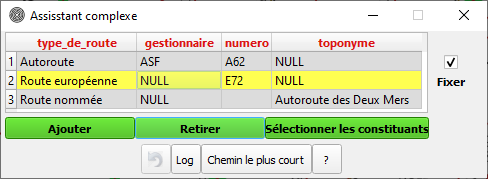 Assisstant complexe
type_de_route gestionnaire numero toponyme
1 Autoroute ASF A62 NULL
2 Route européenne NULL E72 NULL
3 Route nommée NULL Autoroute des Deux Mers
Fixer
Ajouter Retirer Sélectionner les constituants
Log Chemin le plus court ?